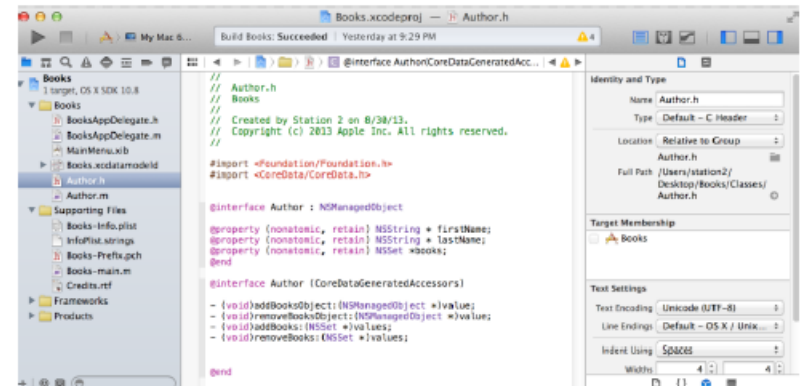 Books.xcodeproj — Author.h
My Mac 6...
Build Books: Succeeded | Yesterday at 9:29 PM
4
@interface Author(CoreDataGeneratedAcc...
Books
1 target, OS X SDK 10.8
Books
BooksAppDelegate.h
BooksAppDelegate.m
MainMenu.xib
Books.xcdatamodeld
Author.h
Author.m
Supporting Files
Books-Info.plist
InfoPlist.strings
Books-Prefix.pch
Books-main.m
Credits.rtf
Frameworks
Products
//
// Author.h
// Books
//
// Created by Station 2 on 8/30/13.
// Copyright (c) 2013 Apple Inc. All rights reserved.
//
#import <Foundation/Foundation.h>
#import <CoreData/CoreData.h>
@interface Author : NSManagedObject
@property (nonatomic, retain) NSString * firstName;
@property (nonatomic, retain) NSString * lastName;
@property (nonatomic, retain) NSSet *books;
@end
@interface Author (CoreDataGeneratedAccessors)
- (void)addBooksObject:(NSManagedObject *)value;
- (void)removeBooksObject:(NSManagedObject *)value;
- (void)addBooks:(NSSet *)values;
- (void)removeBooks:(NSSet *)values;
@end
Identity and Type
Name Author.h
Type Default - C Header
Location Relative to Group
Author.h
Full Path /Users/station2/
Desktop/Books/Classes/
Author.h
Target Membership
Books
Text Settings
Text Encoding Unicode (UTF-8)
Line Endings Default - OS X / Unix...
Indent Using Spaces
Widths 4 4